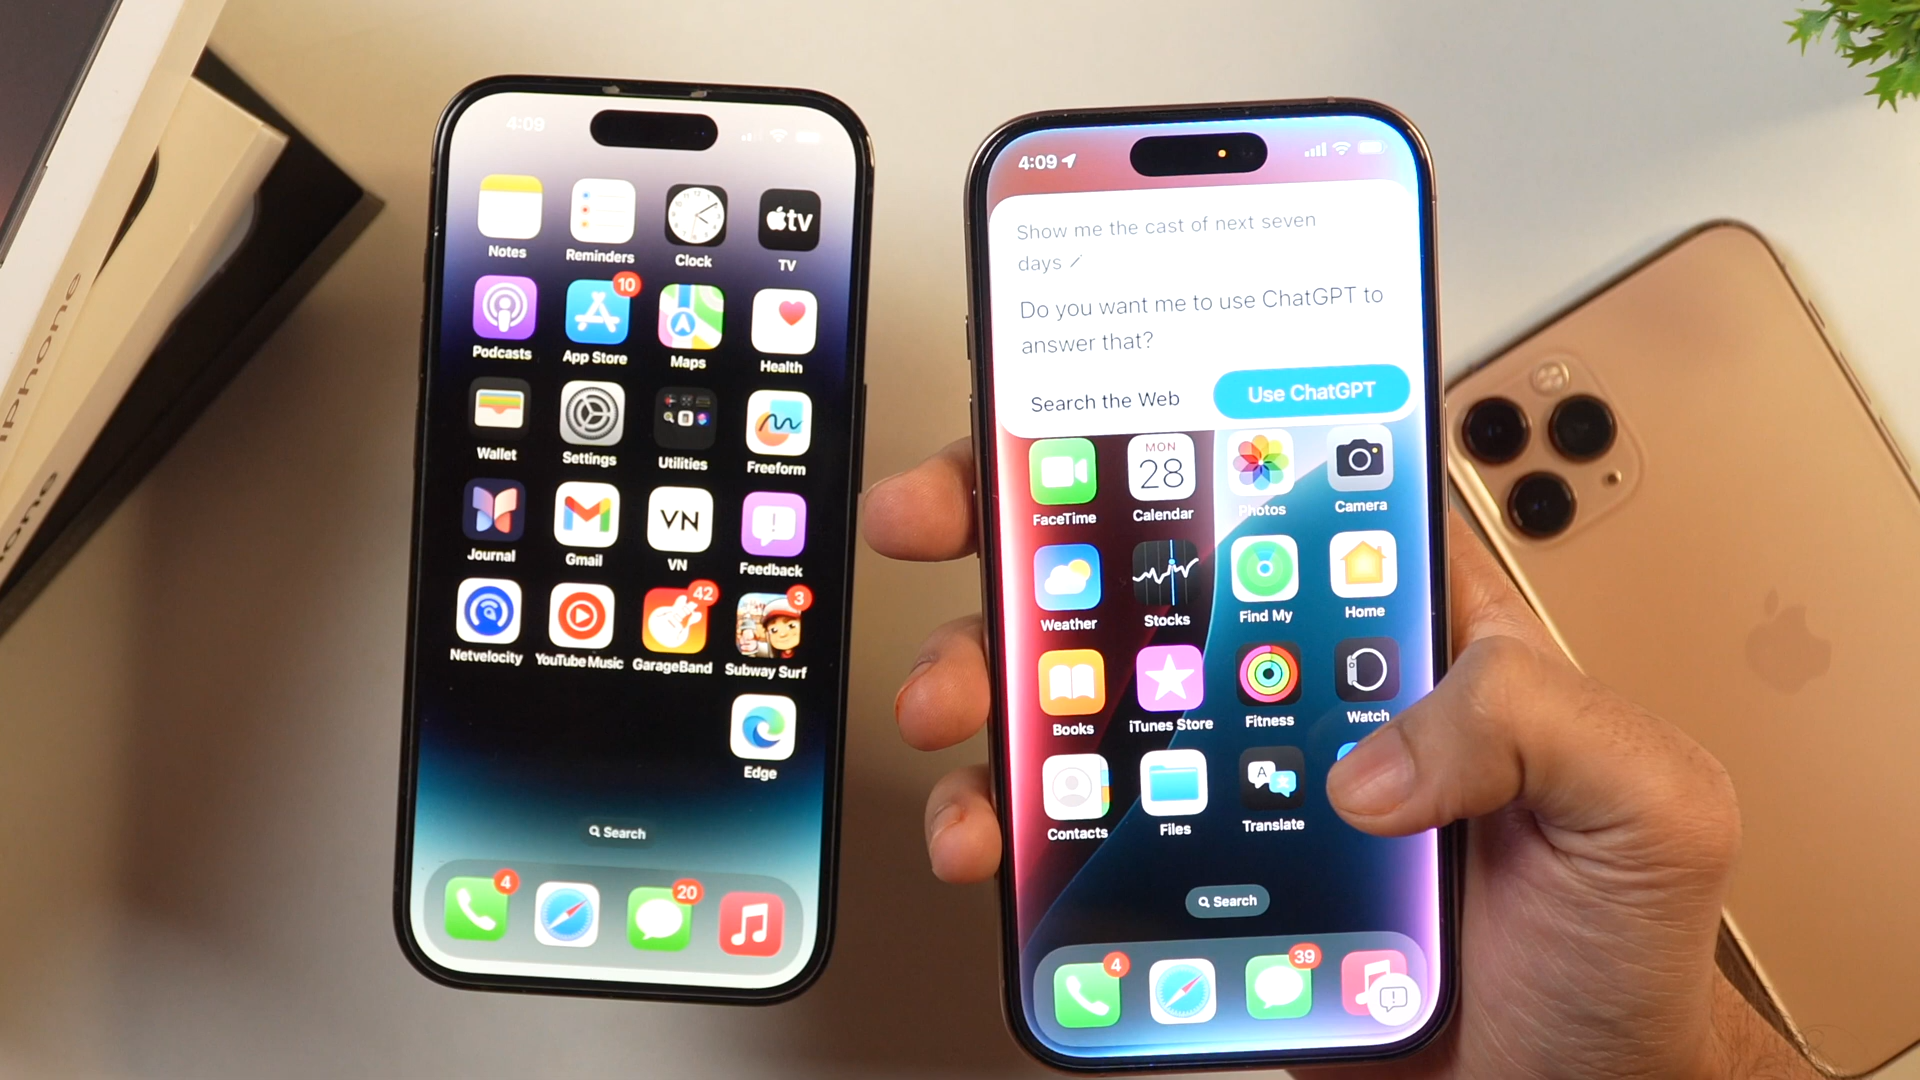 iPhone
4:09
Notes
Reminders
Clock
tv
TV
10
Podcasts
App Store
Maps
Health
Wallet
Settings
Utilities
Freeform
VN
Journal
Gmail
VN
Feedback
42
3
Netvelocity
YouTube Music
GarageBand
Subway Surf
Edge
Search
4
20
4:09
Show me the cast of next seven
days
Do you want me to use ChatGPT to
answer that?
Search the Web
Use ChatGPT
MON
28
FaceTime
Calendar
Photos
Camera
Weather
Stocks
Find My
Home
Books
iTunes Store
Fitness
Watch
A
Contacts
Files
Translate
Search
4
39